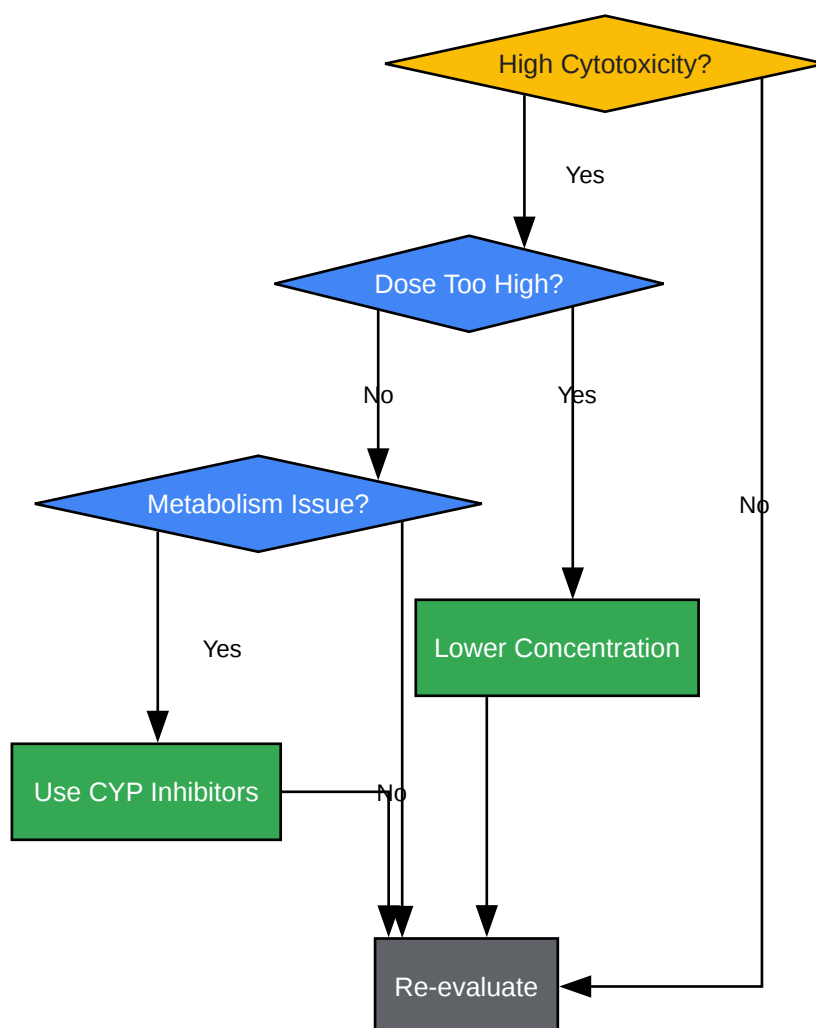 High Cytotoxicity?
Yes
Dose Too High?
No
Yes
Metabolism Issue?
No
Yes
Lower Concentration
Use CYP Inhibitors
No
Re-evaluate